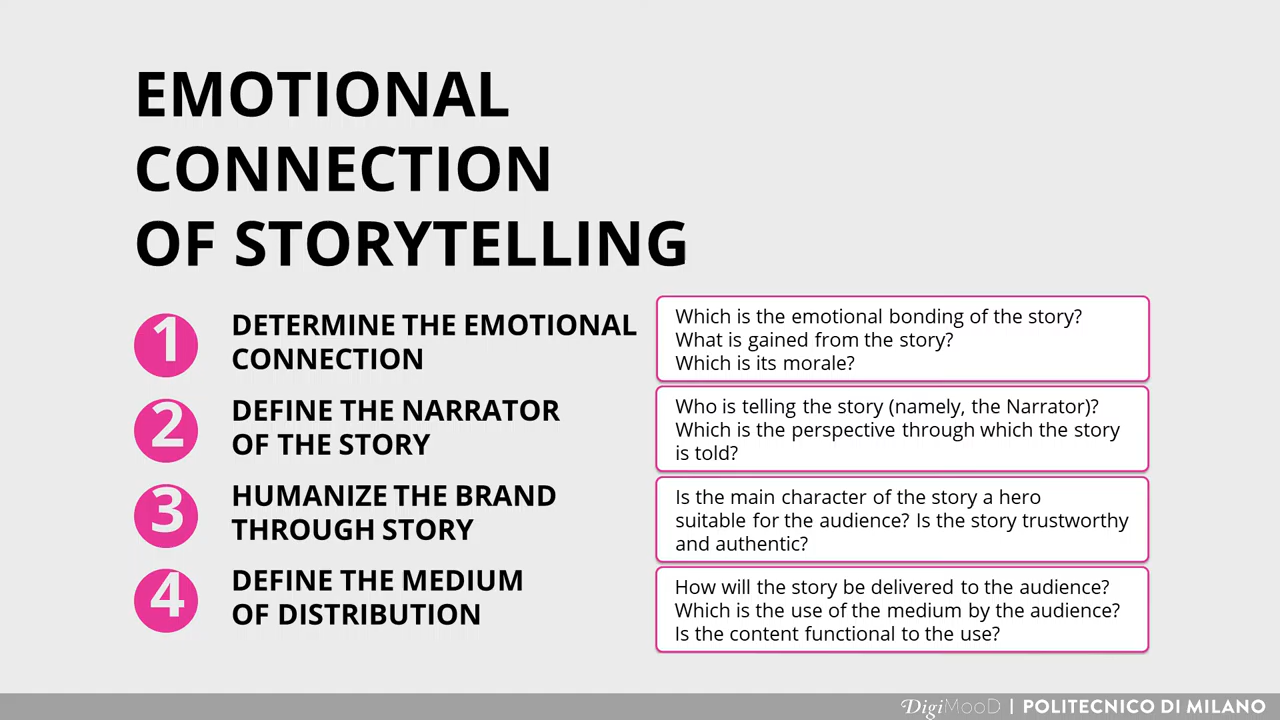 EMOTIONAL
CONNECTION
OF STORYTELLING
1
DETERMINE THE EMOTIONAL
CONNECTION
Which is the emotional bonding of the story?
What is gained from the story?
Which is its morale?
2
DEFINE THE NARRATOR
OF THE STORY
Who is telling the story (namely, the Narrator)?
Which is the perspective through which the story
is told?
3
HUMANIZE THE BRAND
THROUGH STORY
Is the main character of the story a hero
suitable for the audience? Is the story trustworthy
and authentic?
4
DEFINE THE MEDIUM
OF DISTRIBUTION
How will the story be delivered to the audience?
Which is the use of the medium by the audience?
Is the content functional to the use?
DigiMooD | POLITECNICO DI MILANO